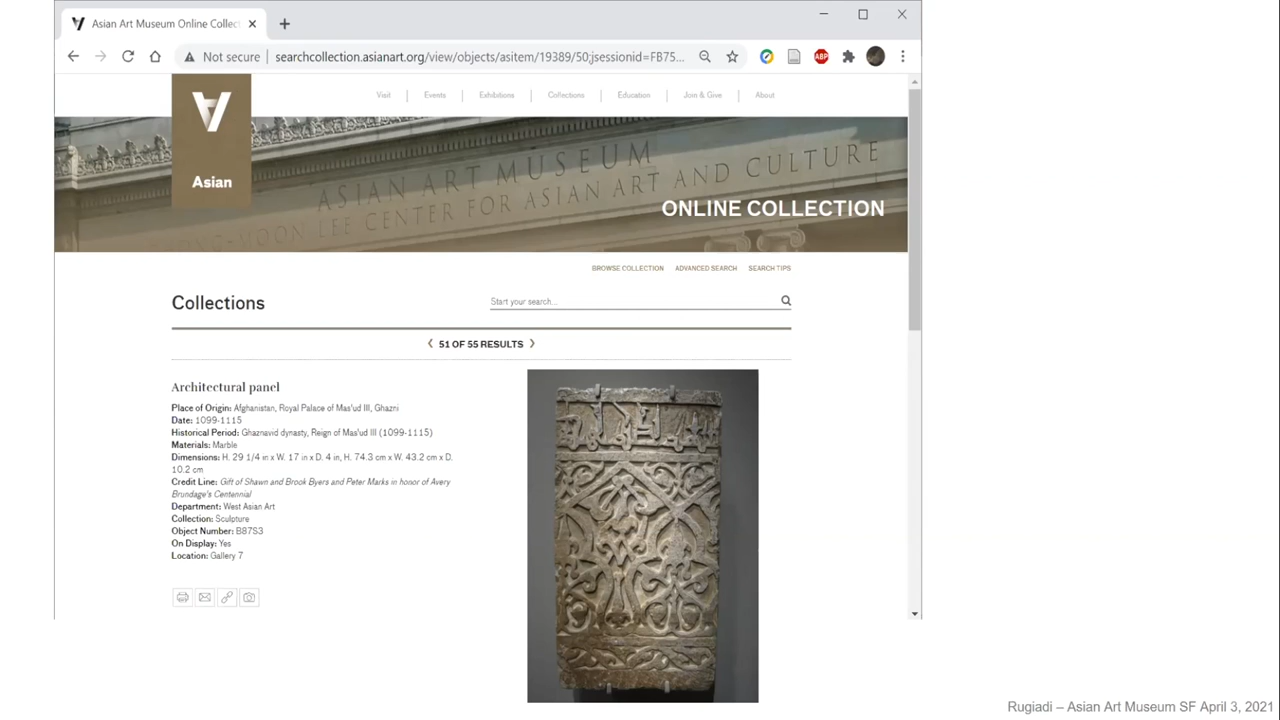 Asian Art Museum Online Collec
Not secure | searchcollection.asianart.org/view/objects/asitem/19389/50;jsessionid=FB75...
ABP
Visit | Events | Exhibitions | Collections | Education | Join & Give | About
Asian
ASIAN ART MUSEUM
LEE CENTER FOR ASIAN ART AND CULTURE
ONLINE COLLECTION
BROWSE COLLECTION ADVANCED SEARCH SEARCH TIPS
Collections
Start your search...
51 OF 55 RESULTS
Architectural panel
Place of Origin: Afghanistan, Royal Palace of Mas'ud III, Ghazni
Date: 1099-1115
Historical Period: Ghaznavid dynasty, Reign of Mas'ud III (1099-1115)
Materials: Marble
Dimensions: H. 29 1/4 in x W. 17 in x D. 4 in, H. 74.3 cm x W. 43.2 cm x D.
10.2 cm
Credit Line: Gift of Shawn and Brook Byers and Peter Marks in honor of Avery
Brundage's Centennial
Department: West Asian Art
Collection: Sculpture
Object Number: B87S3
On Display: Yes
Location: Gallery 7
Rugiadi – Asian Art Museum SF April 3, 2021